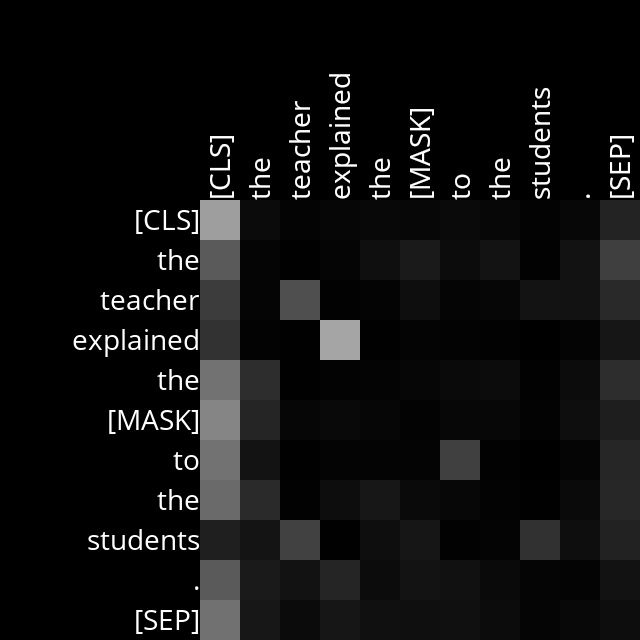 [CLS]
the
teacher
explained
the
[MASK]
to
the
students
.
[SEP]
[CLS]
the
teacher
explained
the
[MASK]
to
the
students
.
[SEP]